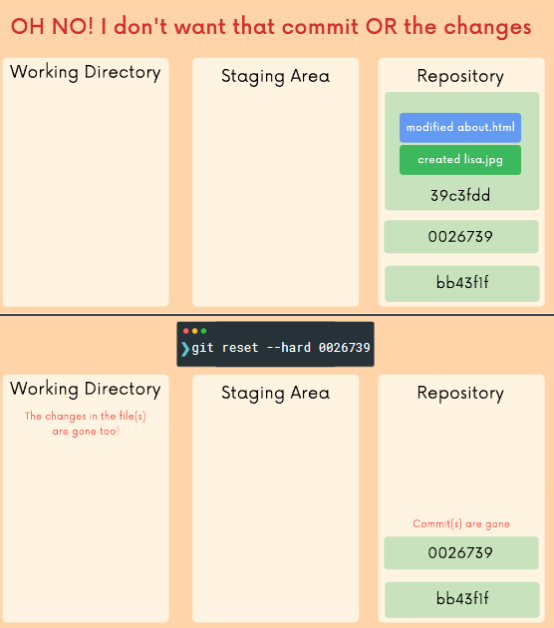 OH NO! I don't want that commit OR the changes
Working Directory
Staging Area
Repository
modified about.html
created lisa.jpg
39c3fdd
0026739
bb43f1f
❯git reset --hard 0026739
Working Directory
The changes in the file(s)
are gone too!
Staging Area
Repository
Commit(s) are gone
0026739
bb43f1f